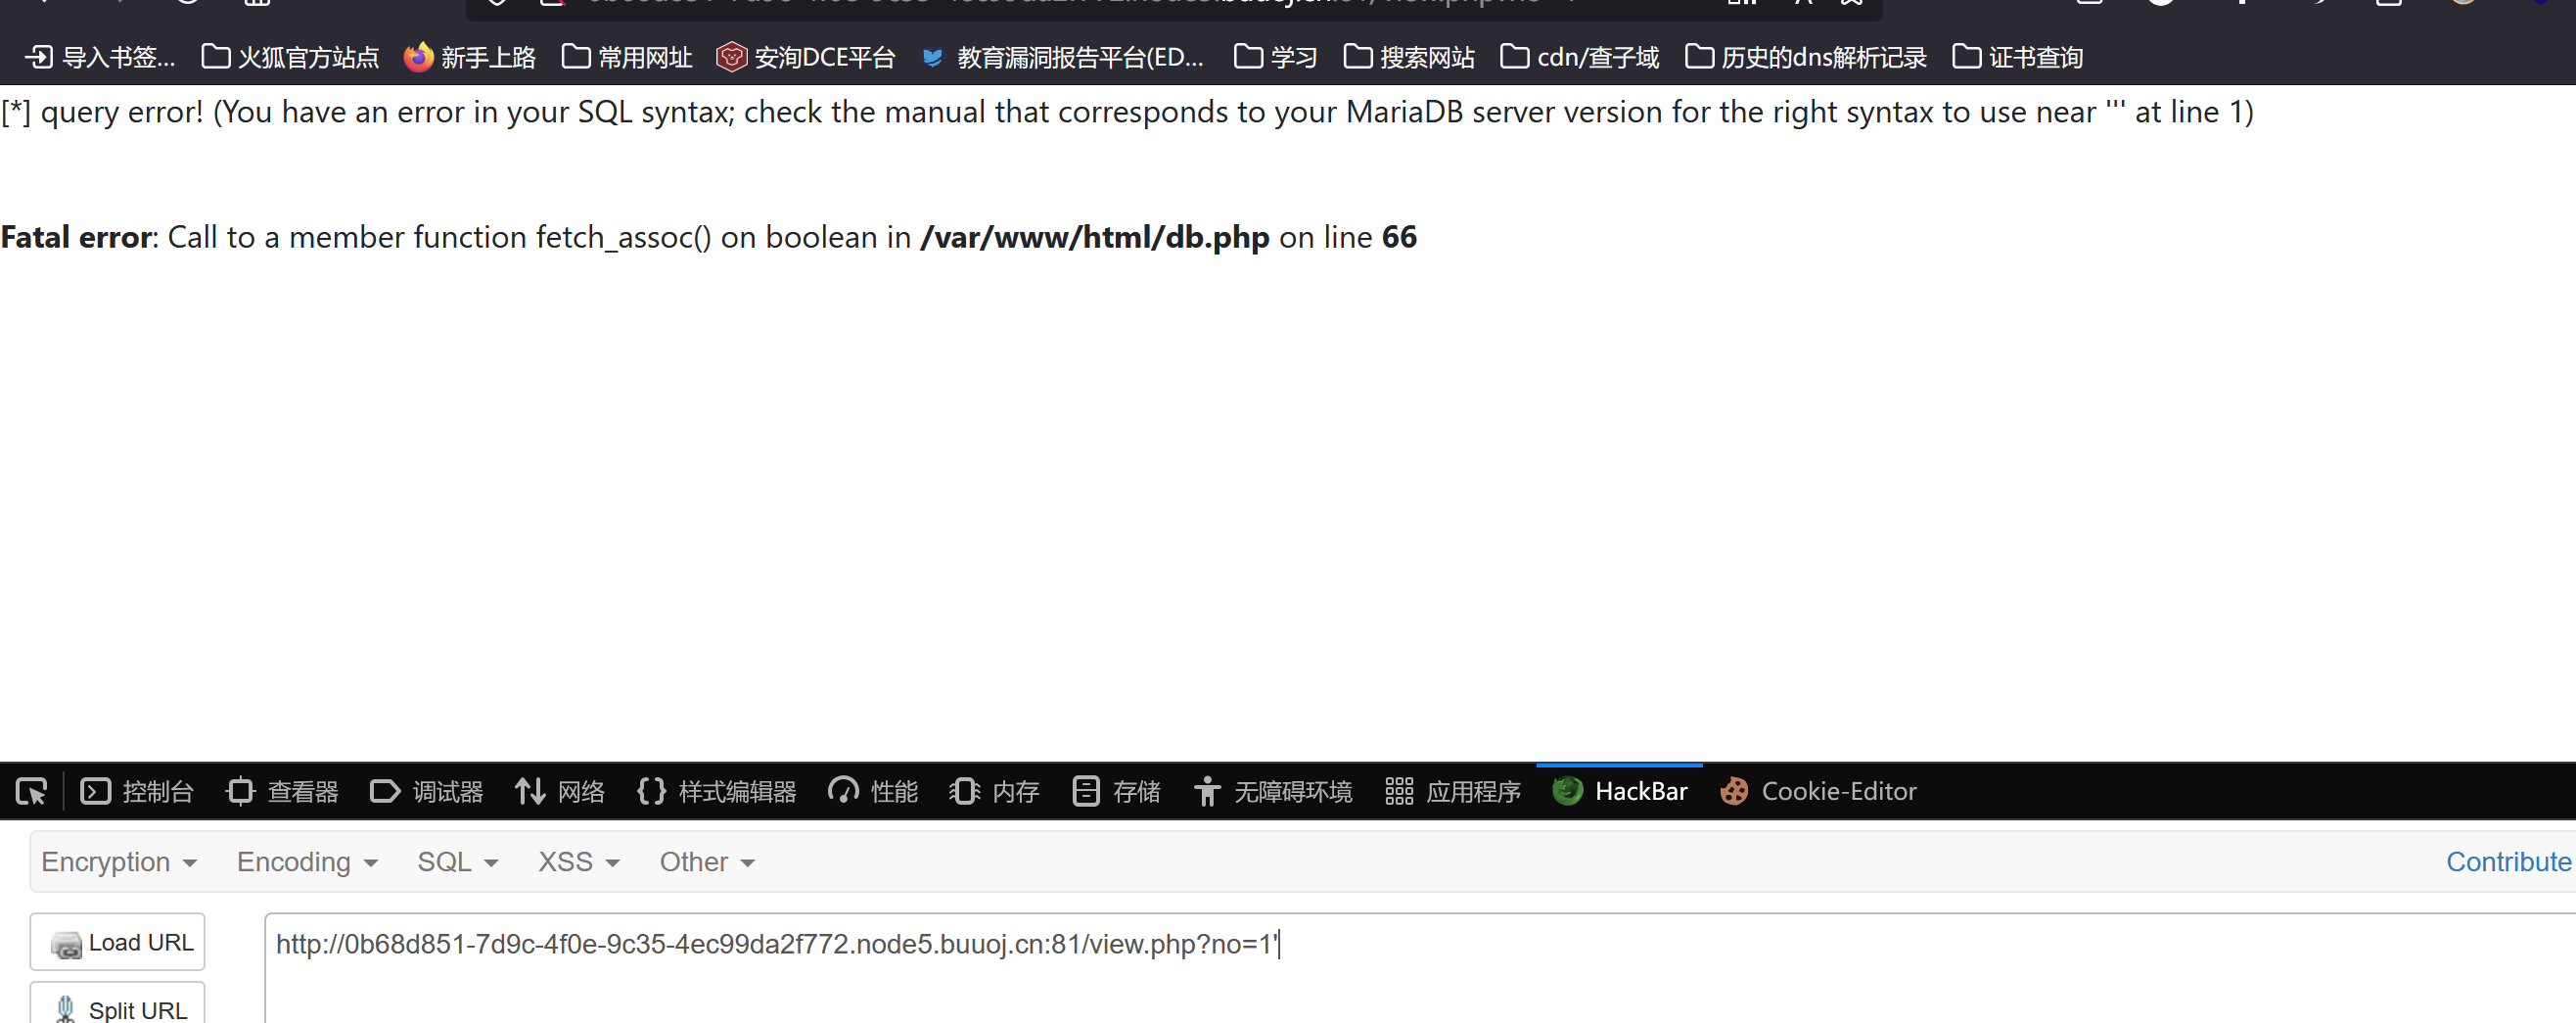 导入书签... 火狐官方站点 新手上路 常用网址 安洵DCE平台 教育漏洞报告平台(ED... 学习 搜索网站 cdn/查子域 历史的dns解析记录 证书查询
[*] query error! (You have an error in your SQL syntax; check the manual that corresponds to your MariaDB server version for the right syntax to use near ''' at line 1)
Fatal error: Call to a member function fetch_assoc() on boolean in /var/www/html/db.php on line 66
控制台 查看器 调试器 网络 样式编辑器 性能 内存 存储 无障碍环境 应用程序 HackBar Cookie-Editor
Encryption Encoding SQL XSS Other Contribute
Load URL http://0b68d851-7d9c-4f0e-9c35-4ec99da2f772.node5.buuoj.cn:81/view.php?no=1'
Split URL